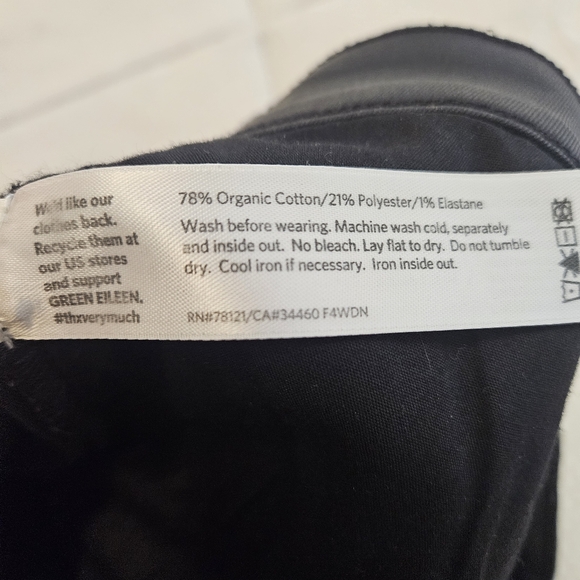 We'd like our
clothes back.
Recycle them at
our US stores
and support
GREEN EILEEN.
#thxverymuch
78% Organic Cotton/21% Polyester/1% Elastane
Wash before wearing. Machine wash cold, separately
and inside out. No bleach. Lay flat to dry. Do not tumble
dry. Cool iron if necessary. Iron inside out.
RN#78121/CA#34460 F4WDN